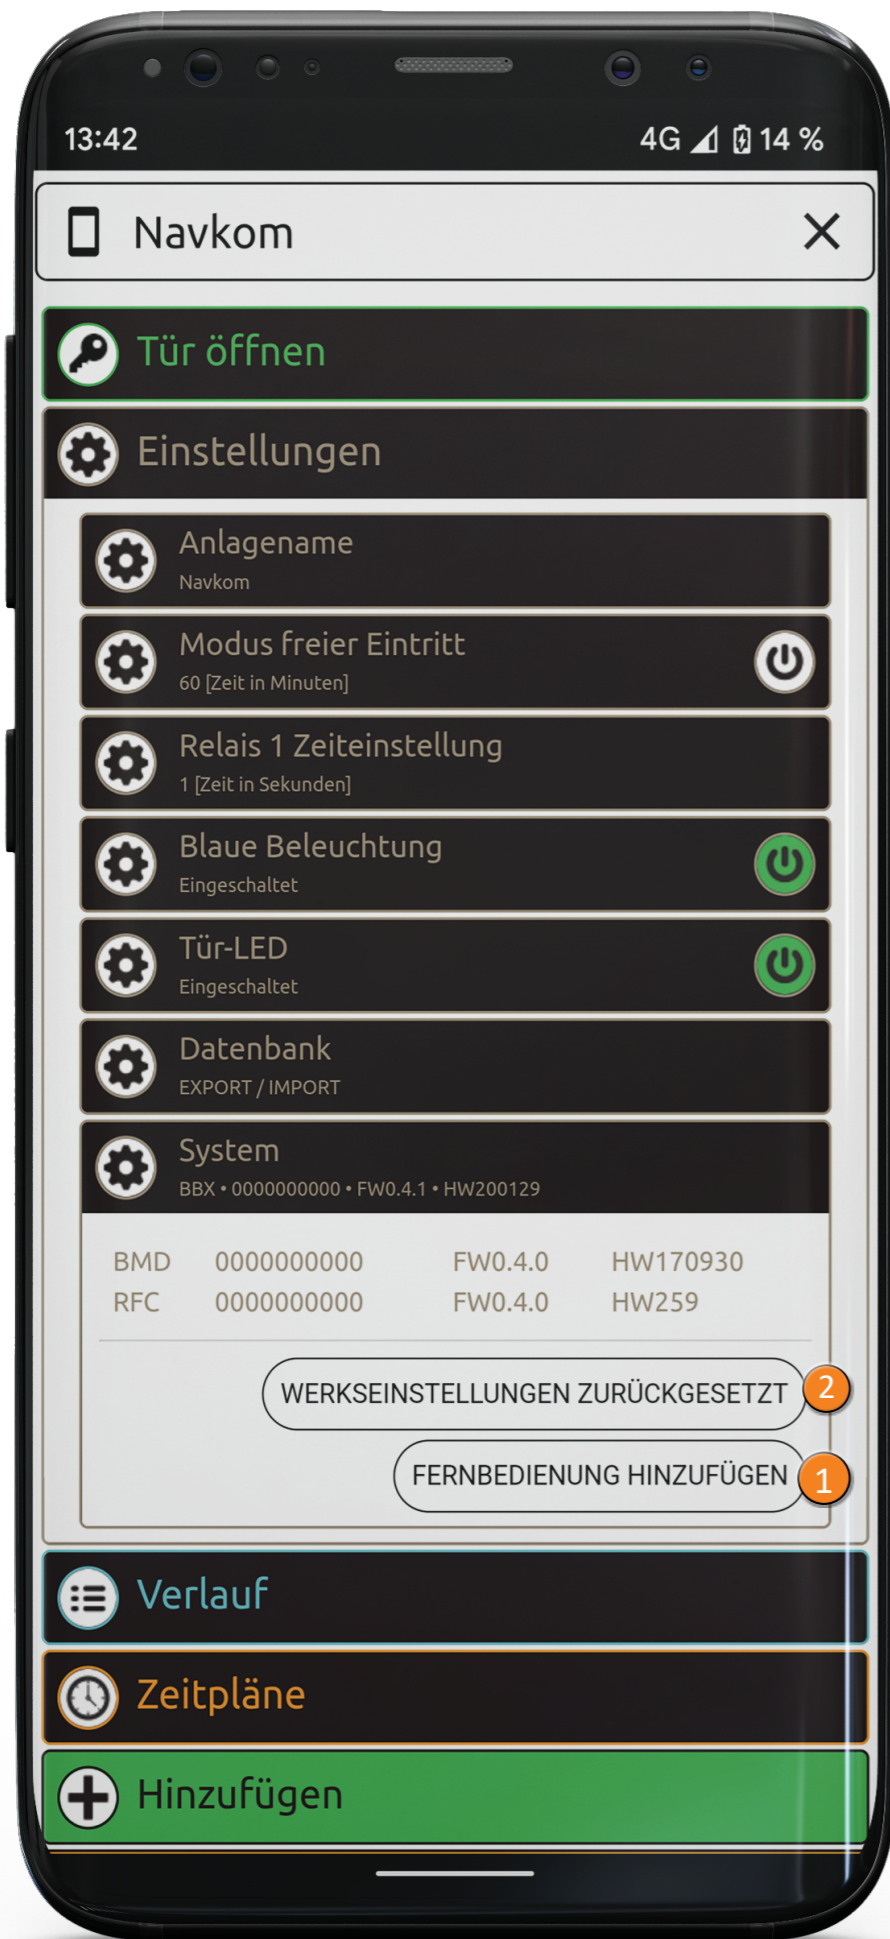 13:42 4G 14 %
Navkom
Tür öffnen
Einstellungen
Anlagename
Navkom
Modus freier Eintritt
60 [Zeit in Minuten]
Relais 1 Zeiteinstellung
1 [Zeit in Sekunden]
Blaue Beleuchtung
Eingeschaltet
Tür-LED
Eingeschaltet
Datenbank
EXPORT / IMPORT
System
BBX • 0000000000 • FW0.4.1 • HW200129
BMD 0000000000 FW0.4.0 HW170930
RFC 0000000000 FW0.4.0 HW259
WERKSEINSTELLUNGEN ZURÜCKGESETZT 2
FERNBEDIENUNG HINZUFÜGEN 1
Verlauf
Zeitpläne
Hinzufügen